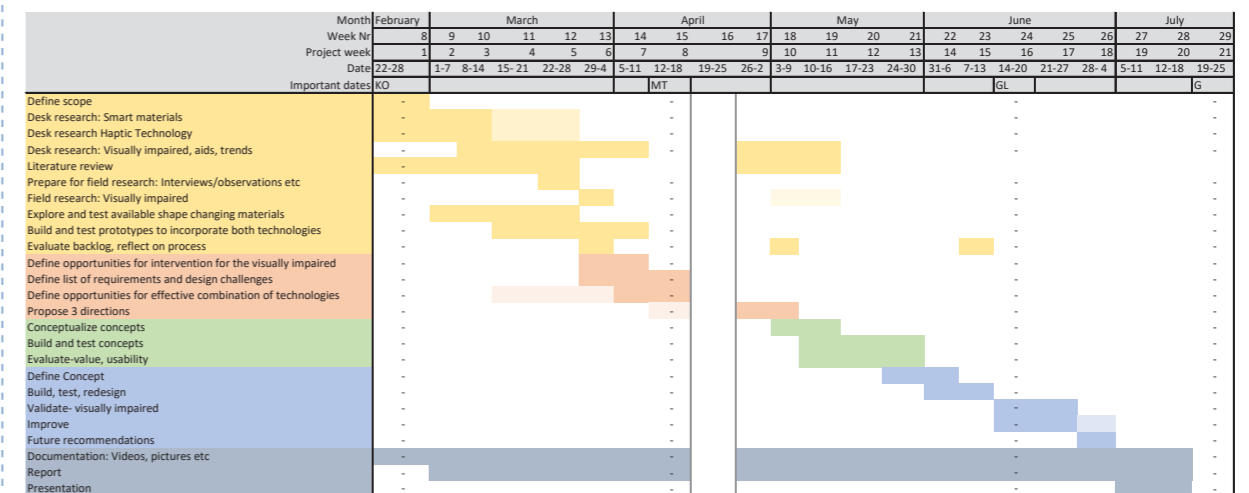 Month February March April May June July
Week Nr 8 9 10 11 12 13 14 15 16 17 18 19 20 21 22 23 24 25 26 27 28 29
Project week 1 2 3 4 5 6 7 8 9 10 11 12 13 14 15 16 17 18 19 20 21
Date 22-28 1-7 8-14 15- 21 22-28 29-4 5-11 12-18 19-25 26-2 3-9 10-16 17-23 24-30 31-6 7-13 14-20 21-27 28- 4 5-11 12-18 19-25
Important dates KO MT GL G
Define scope - - - -
Desk research: Smart materials - - - -
Desk research Haptic Technology - - - -
Desk research: Visually impaired, aids, trends - - - -
Literature review - - - -
Prepare for field research: Interviews/observations etc - - - -
Field research: Visually impaired - - - -
Explore and test available shape changing materials - - - -
Build and test prototypes to incorporate both technologies - - - -
Evaluate backlog, reflect on process - - - -
Define opportunities for intervention for the visually impaired - - - -
Define list of requirements and design challenges - - - -
Define opportunities for effective combination of technologies - - - -
Propose 3 directions - - - -
Conceptualize concepts - - - -
Build and test concepts - - - -
Evaluate-value, usability - - - -
Define Concept - - - -
Build, test, redesign - - - -
Validate- visually impaired - - - -
Improve - - - -
Future recommendations - - - -
Documentation: Videos, pictures etc - - - -
Report - - - -
Presentation - - - -